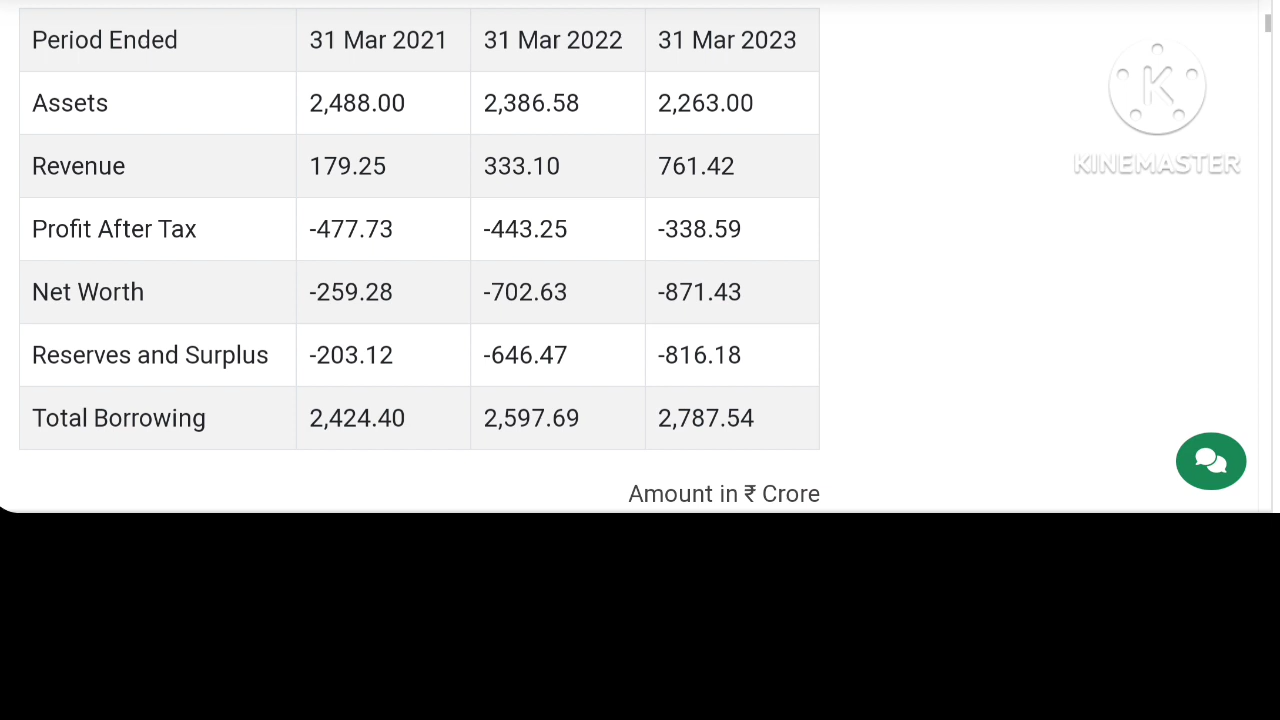 Period Ended 31 Mar 2021 31 Mar 2022 31 Mar 2023
Assets 2,488.00 2,386.58 2,263.00
Revenue 179.25 333.10 761.42
Profit After Tax -477.73 -443.25 -338.59
Net Worth -259.28 -702.63 -871.43
Reserves and Surplus -203.12 -646.47 -816.18
Total Borrowing 2,424.40 2,597.69 2,787.54
Amount in ₹ Crore
K
KINEMASTER